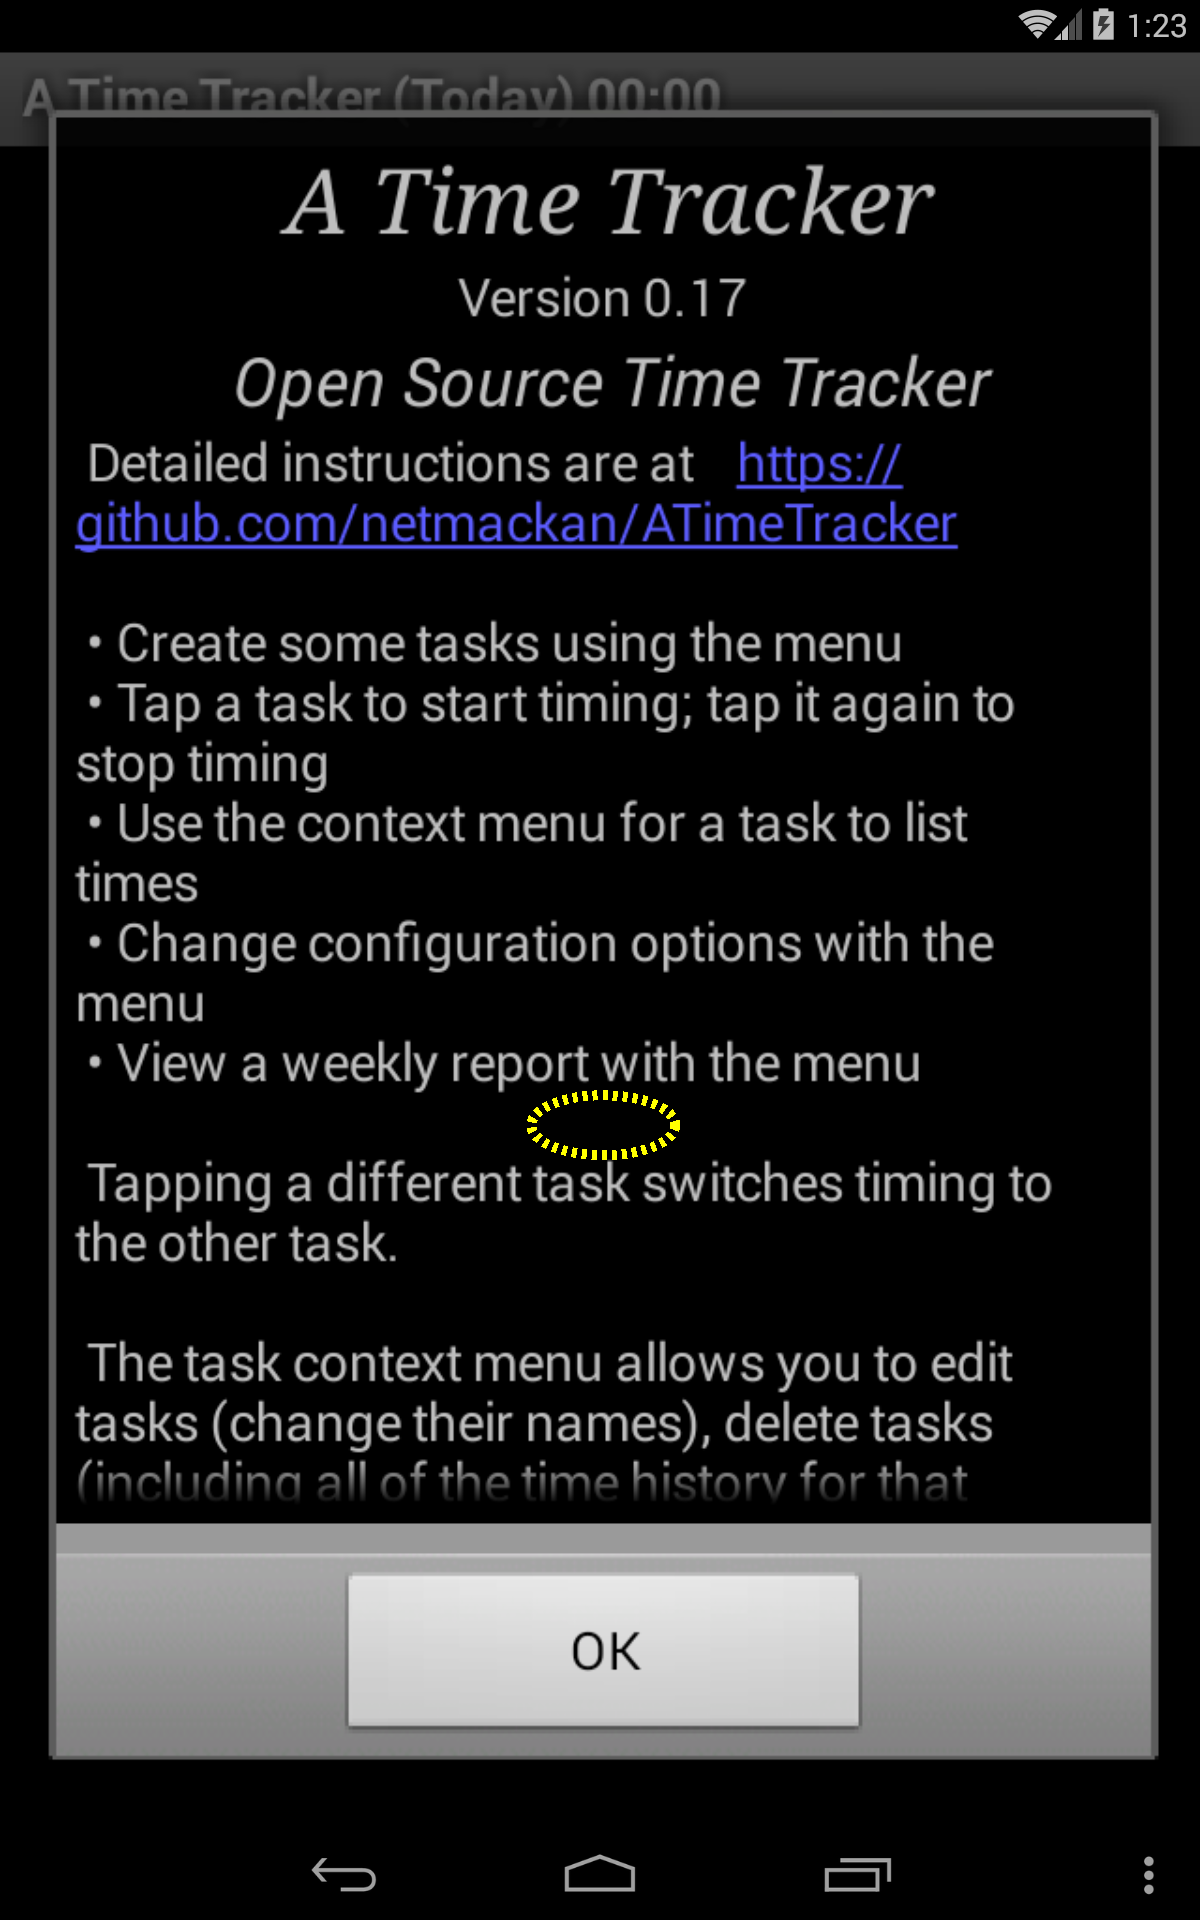 1:23
A Time Tracker (Today) 00:00
A Time Tracker
Version 0.17
Open Source Time Tracker
Detailed instructions are at https://
github.com/netmackan/ATimeTracker
• Create some tasks using the menu
• Tap a task to start timing; tap it again to
stop timing
• Use the context menu for a task to list
times
• Change configuration options with the
menu
• View a weekly report with the menu
Tapping a different task switches timing to
the other task.
The task context menu allows you to edit
tasks (change their names), delete tasks
(including all of the time history for that
OK